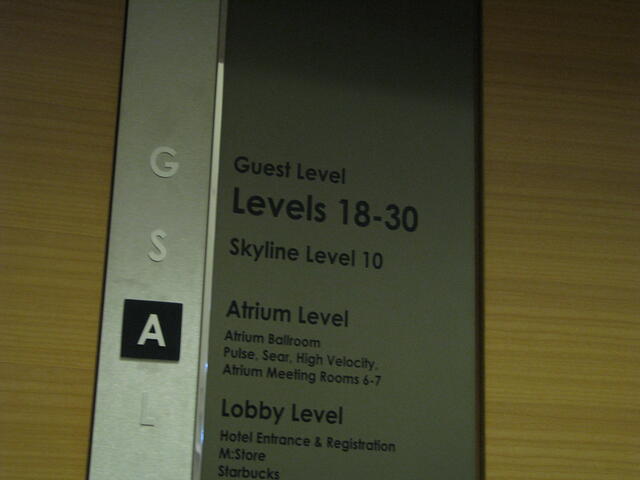 G
Guest Level
Levels 18-30
S
Skyline Level 10
A
Atrium Level
Atrium Ballroom
Pulse, Sear, High Velocity,
Atrium Meeting Rooms 6-7
L
Lobby Level
Hotel Entrance & Registration
M:Store
Starbucks